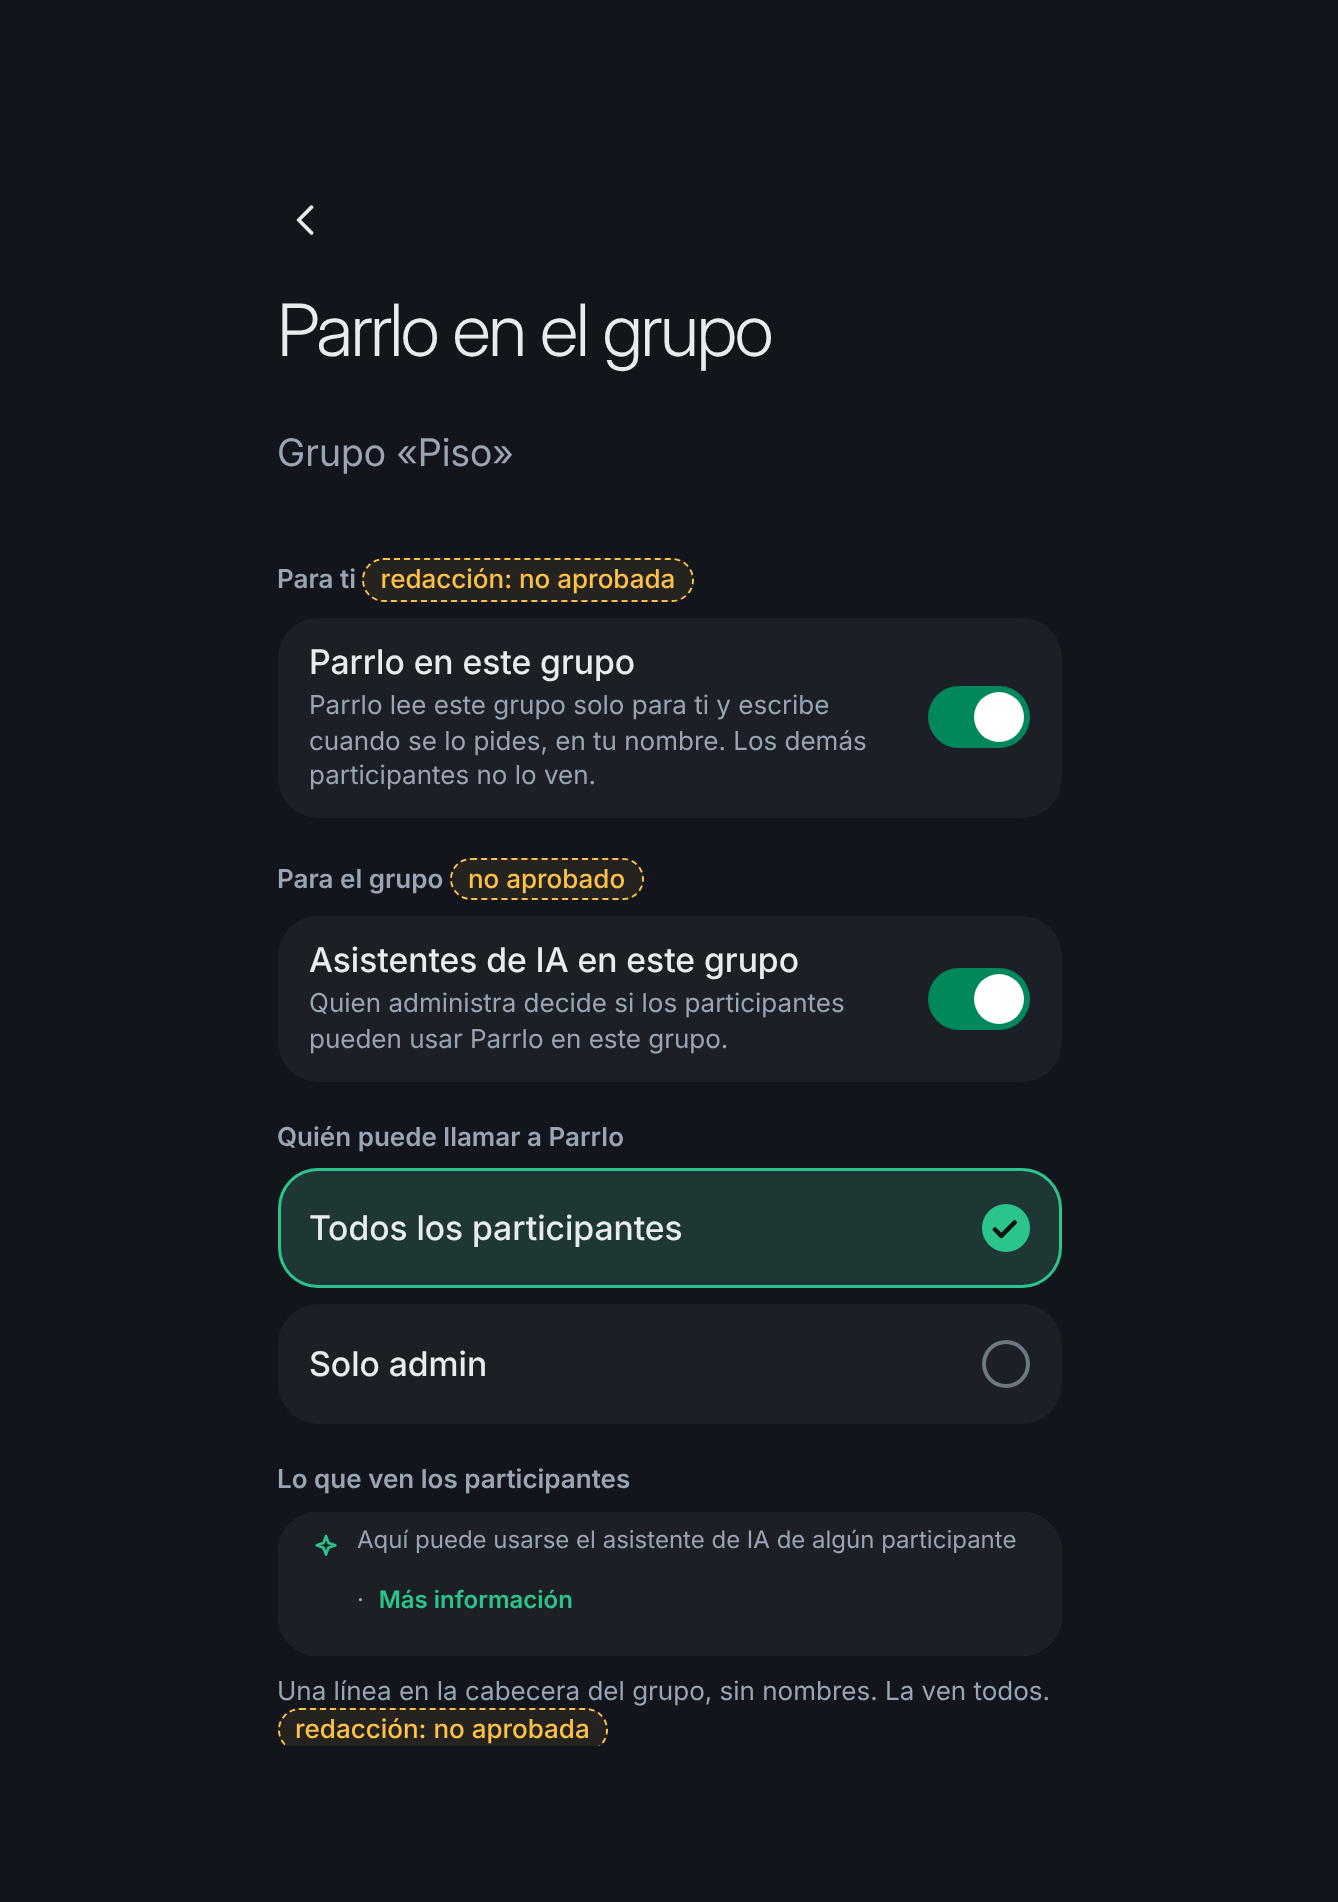 Parrlo en el grupo
Grupo «Piso»
Para ti redacción: no aprobada
Parrlo en este grupo
Parrlo lee este grupo solo para ti y escribe
cuando se lo pides, en tu nombre. Los demás
participantes no lo ven.
Para el grupo no aprobado
Asistentes de IA en este grupo
Quien administra decide si los participantes
pueden usar Parrlo en este grupo.
Quién puede llamar a Parrlo
Todos los participantes
Solo admin
Lo que ven los participantes
Aquí puede usarse el asistente de IA de algún participante
· Más información
Una línea en la cabecera del grupo, sin nombres. La ven todos.
redacción: no aprobada